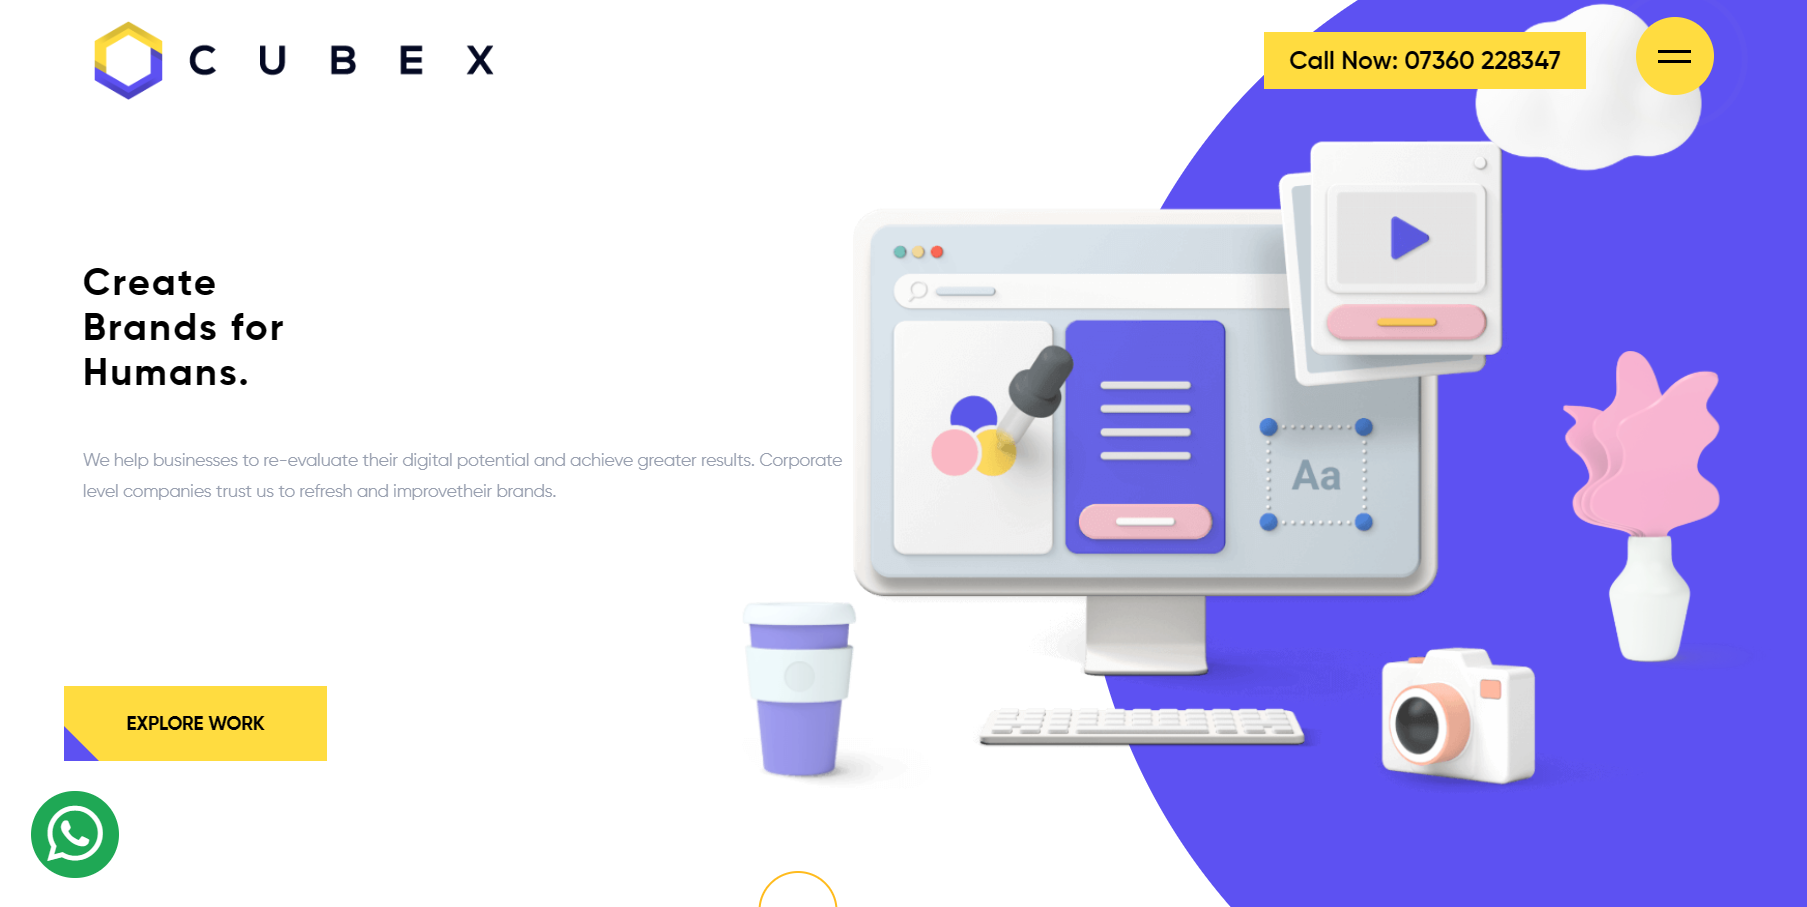 CUBEX
Call Now: 07360 228347
Create
Brands for
Humans.
We help businesses to re-evaluate their digital potential and achieve greater results. Corporate
level companies trust us to refresh and improvetheir brands.
Aa
EXPLORE WORK